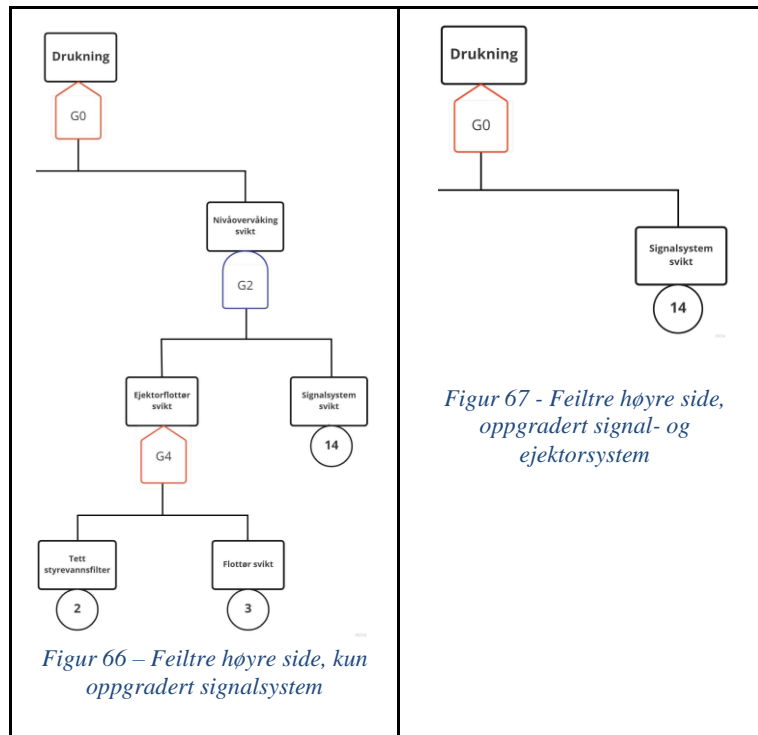 Drukning
G0
Nivåovervåking
svikt
G2
Ejektorflottør
svikt
Signalsystem
svikt
14
G4
Tett
styrevannsfilter
Flottør svikt
2
3
Figur 66 – Feiltre høyre side, kun
oppgradert signalsystem
Drukning
G0
Signalsystem
svikt
14
Figur 67 - Feiltre høyre side,
oppgradert signal- og
ejektorsystem